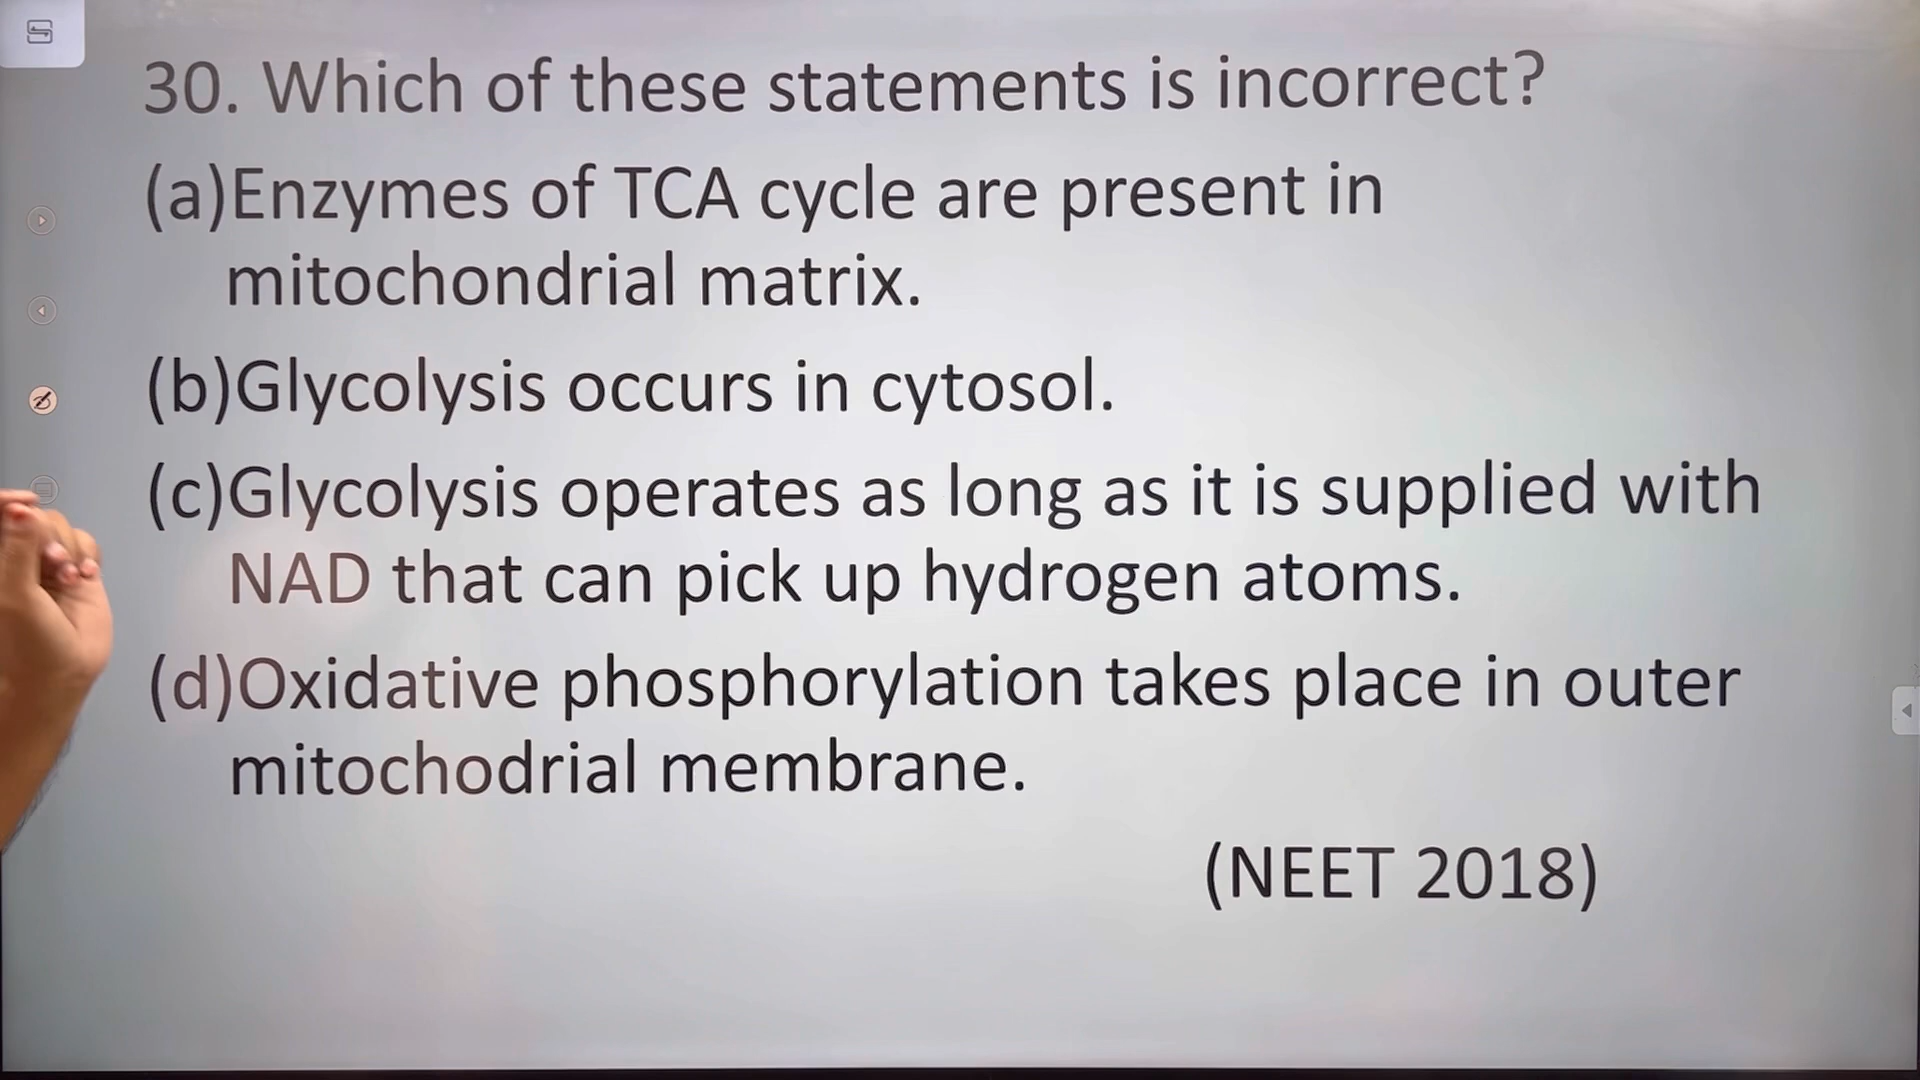 30. Which of these statements is incorrect?
(a)Enzymes of TCA cycle are present in
mitochondrial matrix.
(b)Glycolysis occurs in cytosol.
(c)Glycolysis operates as long as it is supplied with
NAD that can pick up hydrogen atoms.
(d)Oxidative phosphorylation takes place in outer
mitochodrial membrane.
(NEET 2018)